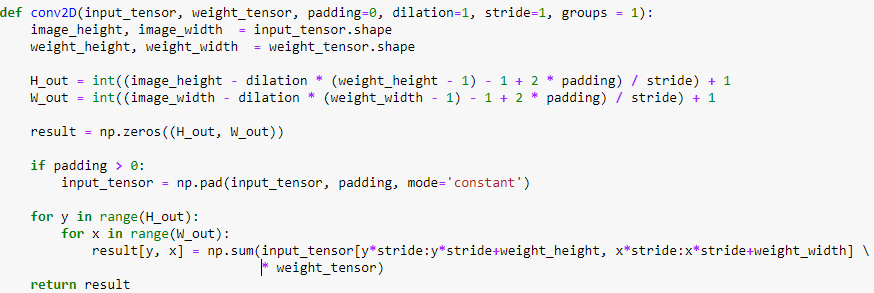 def conv2D(input_tensor, weight_tensor, padding=0, dilation=1, stride=1, groups = 1):
    image_height, image_width  = input_tensor.shape
    weight_height, weight_width  = weight_tensor.shape

    H_out = int((image_height - dilation * (weight_height - 1) - 1 + 2 * padding) / stride) + 1
    W_out = int((image_width - dilation * (weight_width - 1) - 1 + 2 * padding) / stride) + 1

    result = np.zeros((H_out, W_out))

    if padding > 0:
        input_tensor = np.pad(input_tensor, padding, mode='constant')

    for y in range(H_out):
        for x in range(W_out):
            result[y, x] = np.sum(input_tensor[y*stride:y*stride+weight_height, x*stride:x*stride+weight_width] \
                                  * weight_tensor)
    return result